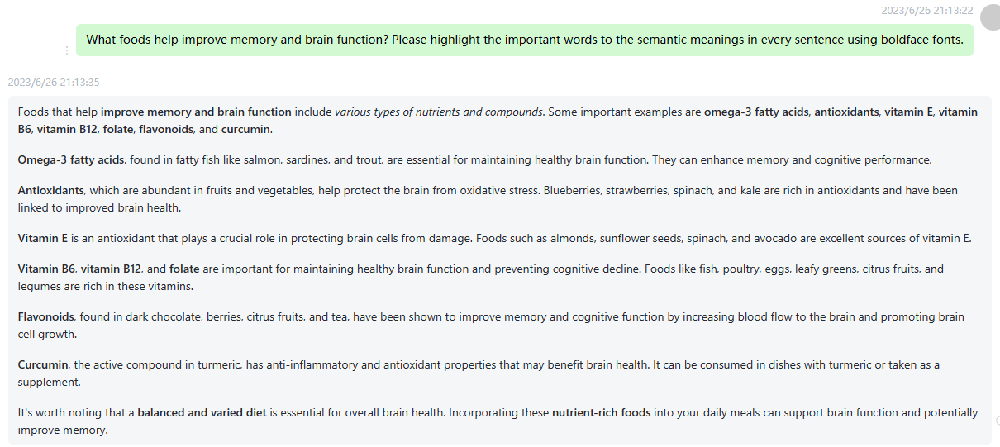 2023/6/26 21:13:22
What foods help improve memory and brain function? Please highlight the important words to the semantic meanings in every sentence using boldface fonts.
2023/6/26 21:13:35
Foods that help improve memory and brain function include various types of nutrients and compounds. Some important examples are omega-3 fatty acids, antioxidants, vitamin E, vitamin
B6, vitamin B12, folate, flavonoids, and curcumin.
Omega-3 fatty acids, found in fatty fish like salmon, sardines, and trout, are essential for maintaining healthy brain function. They can enhance memory and cognitive performance.
Antioxidants, which are abundant in fruits and vegetables, help protect the brain from oxidative stress. Blueberries, strawberries, spinach, and kale are rich in antioxidants and have been
linked to improved brain health.
Vitamin E is an antioxidant that plays a crucial role in protecting brain cells from damage. Foods such as almonds, sunflower seeds, spinach, and avocado are excellent sources of vitamin E.
Vitamin B6, vitamin B12, and folate are important for maintaining healthy brain function and preventing cognitive decline. Foods like fish, poultry, eggs, leafy greens, citrus fruits, and
legumes are rich in these vitamins.
Flavonoids, found in dark chocolate, berries, citrus fruits, and tea, have been shown to improve memory and cognitive function by increasing blood flow to the brain and promoting brain
cell growth.
Curcumin, the active compound in turmeric, has anti-inflammatory and antioxidant properties that may benefit brain health. It can be consumed in dishes with turmeric or taken as a
supplement.
It's worth noting that a balanced and varied diet is essential for overall brain health. Incorporating these nutrient-rich foods into your daily meals can support brain function and potentially
improve memory.